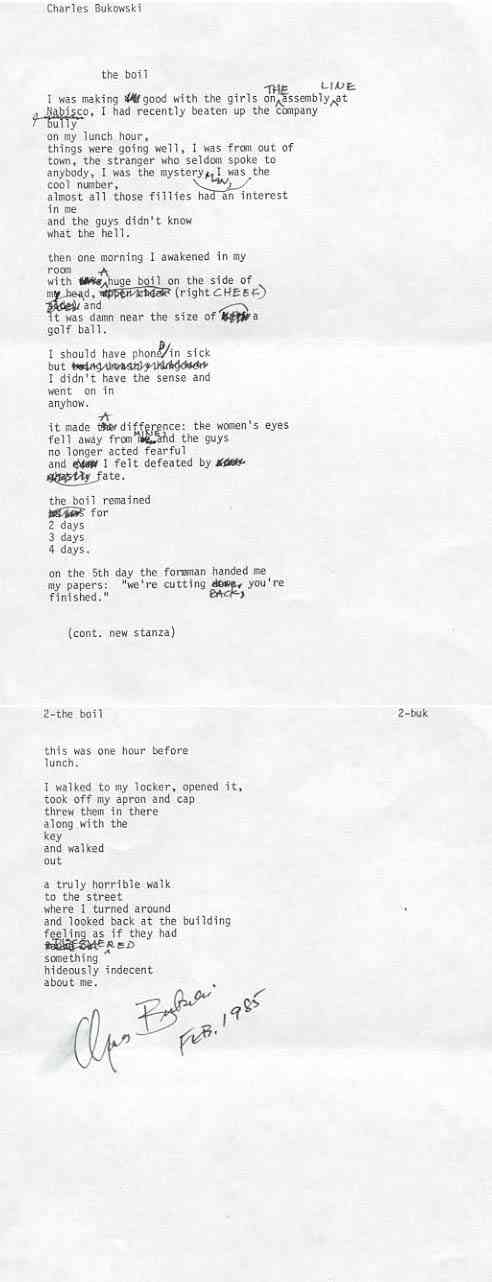 Charles Bukowski
the boil
THE LINE
I was making good with the girls on assembly at
Nabisco, I had recently beaten up the company
bully
on my lunch hour,
things were going well, I was from out of
town, the stranger who seldom spoke to
anybody, I was the mystery I was the
cool number,
almost all those fillies had an interest
in me
and the guys didn't know
what the hell.
then one morning I awakened in my
room
A
with huge boil on the side of
my head, (right CHEEK)
and
it was damn near the size of a
golf ball.
I should have phone in sick
but
I didn't have the sense and
went on in
anyhow.
A
it made difference: the women's eyes
MINE,
fell away from and the guys
no longer acted fearful
and I felt defeated by
fate.
the boil remained
for
2 days
3 days
4 days.
on the 5th day the formman handed me
my papers: "we're cutting you're
BACK,
finished."
(cont. new stanza)
2-the boil 2-buk
this was one hour before
lunch.
I walked to my locker, opened it,
took off my apron and cap
threw them in there
along with the
key
and walked
out
a truly horrible walk
to the street
where I turned around
and looked back at the building
feeling as if they had
DISCOVERED
something
hideously indecent
about me.
Chas Bukowski
FEB. 1985